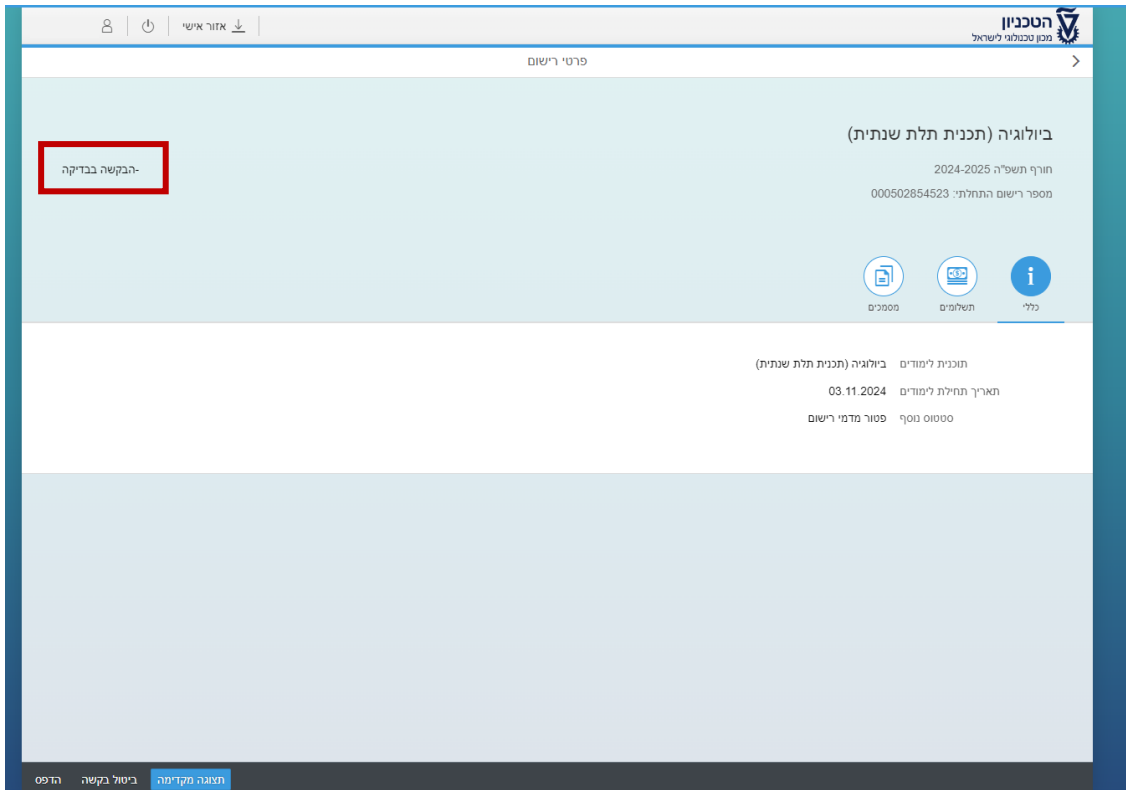 הטכניון
מכון טכנולוגי לישראל
אזור אישי
פרטי רישום
ביולוגיה (תכנית תלת שנתית)
חורף תשפ"ה 2024-2025
מספר רישום התחלתי: 000502854523
-הבקשה בבדיקה
כללי
תשלומים
מסמכים
תוכנית לימודים ביולוגיה (תכנית תלת שנתית)
תאריך תחילת לימודים 03.11.2024
סטטוס נוסף פטור מדמי רישום
תצוגה מקדימה ביטול בקשה הדפס